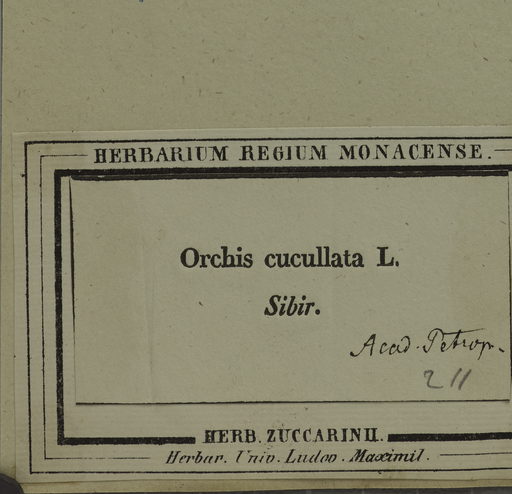 HERBARIUM REGIUM MONACENSE.
Orchis cucullata L.
Sibir.
Acad. Petrop.
211
HERB. ZUCCARINII.
Herbar. Univ. Ludov. Maximil.